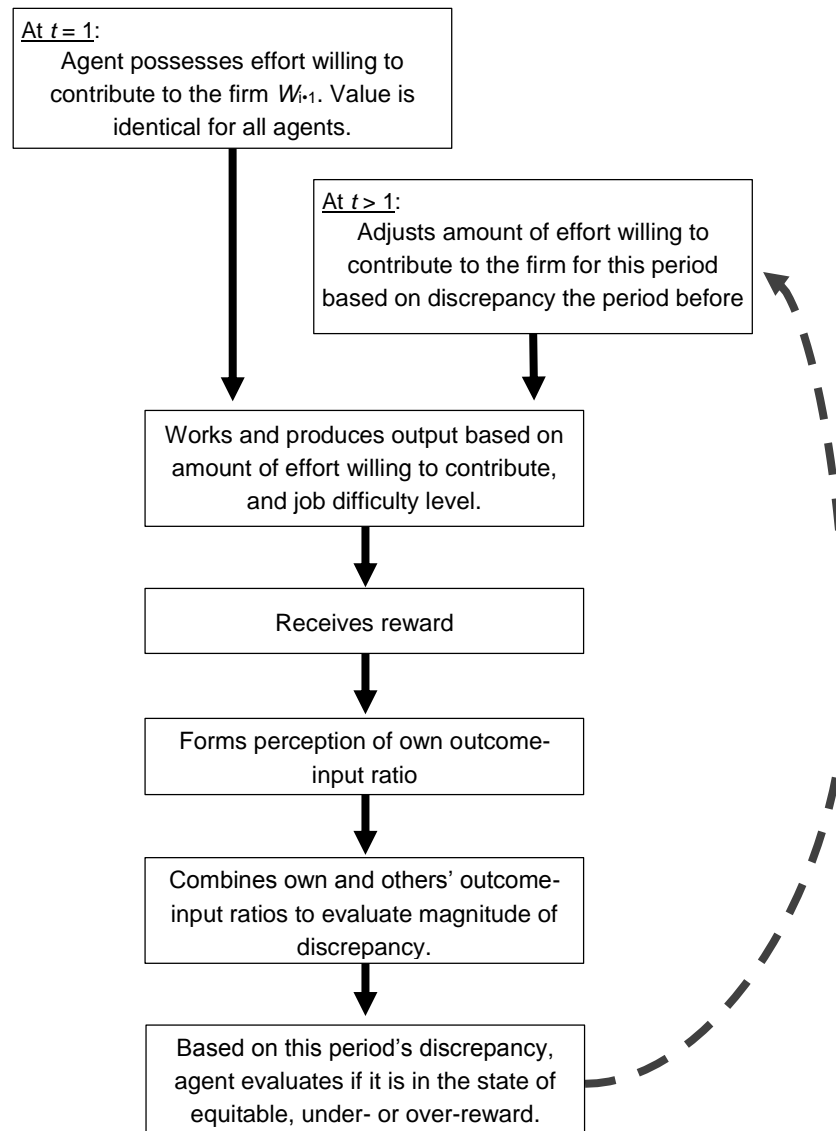 At t = 1:
Agent possesses effort willing to
contribute to the firm Wi•1. Value is
identical for all agents.
At t > 1:
Adjusts amount of effort willing to
contribute to the firm for this period
based on discrepancy the period before
Works and produces output based on
amount of effort willing to contribute,
and job difficulty level.
Receives reward
Forms perception of own outcome-
input ratio
Combines own and others’ outcome-
input ratios to evaluate magnitude of
discrepancy.
Based on this period’s discrepancy,
agent evaluates if it is in the state of
equitable, under- or over-reward.